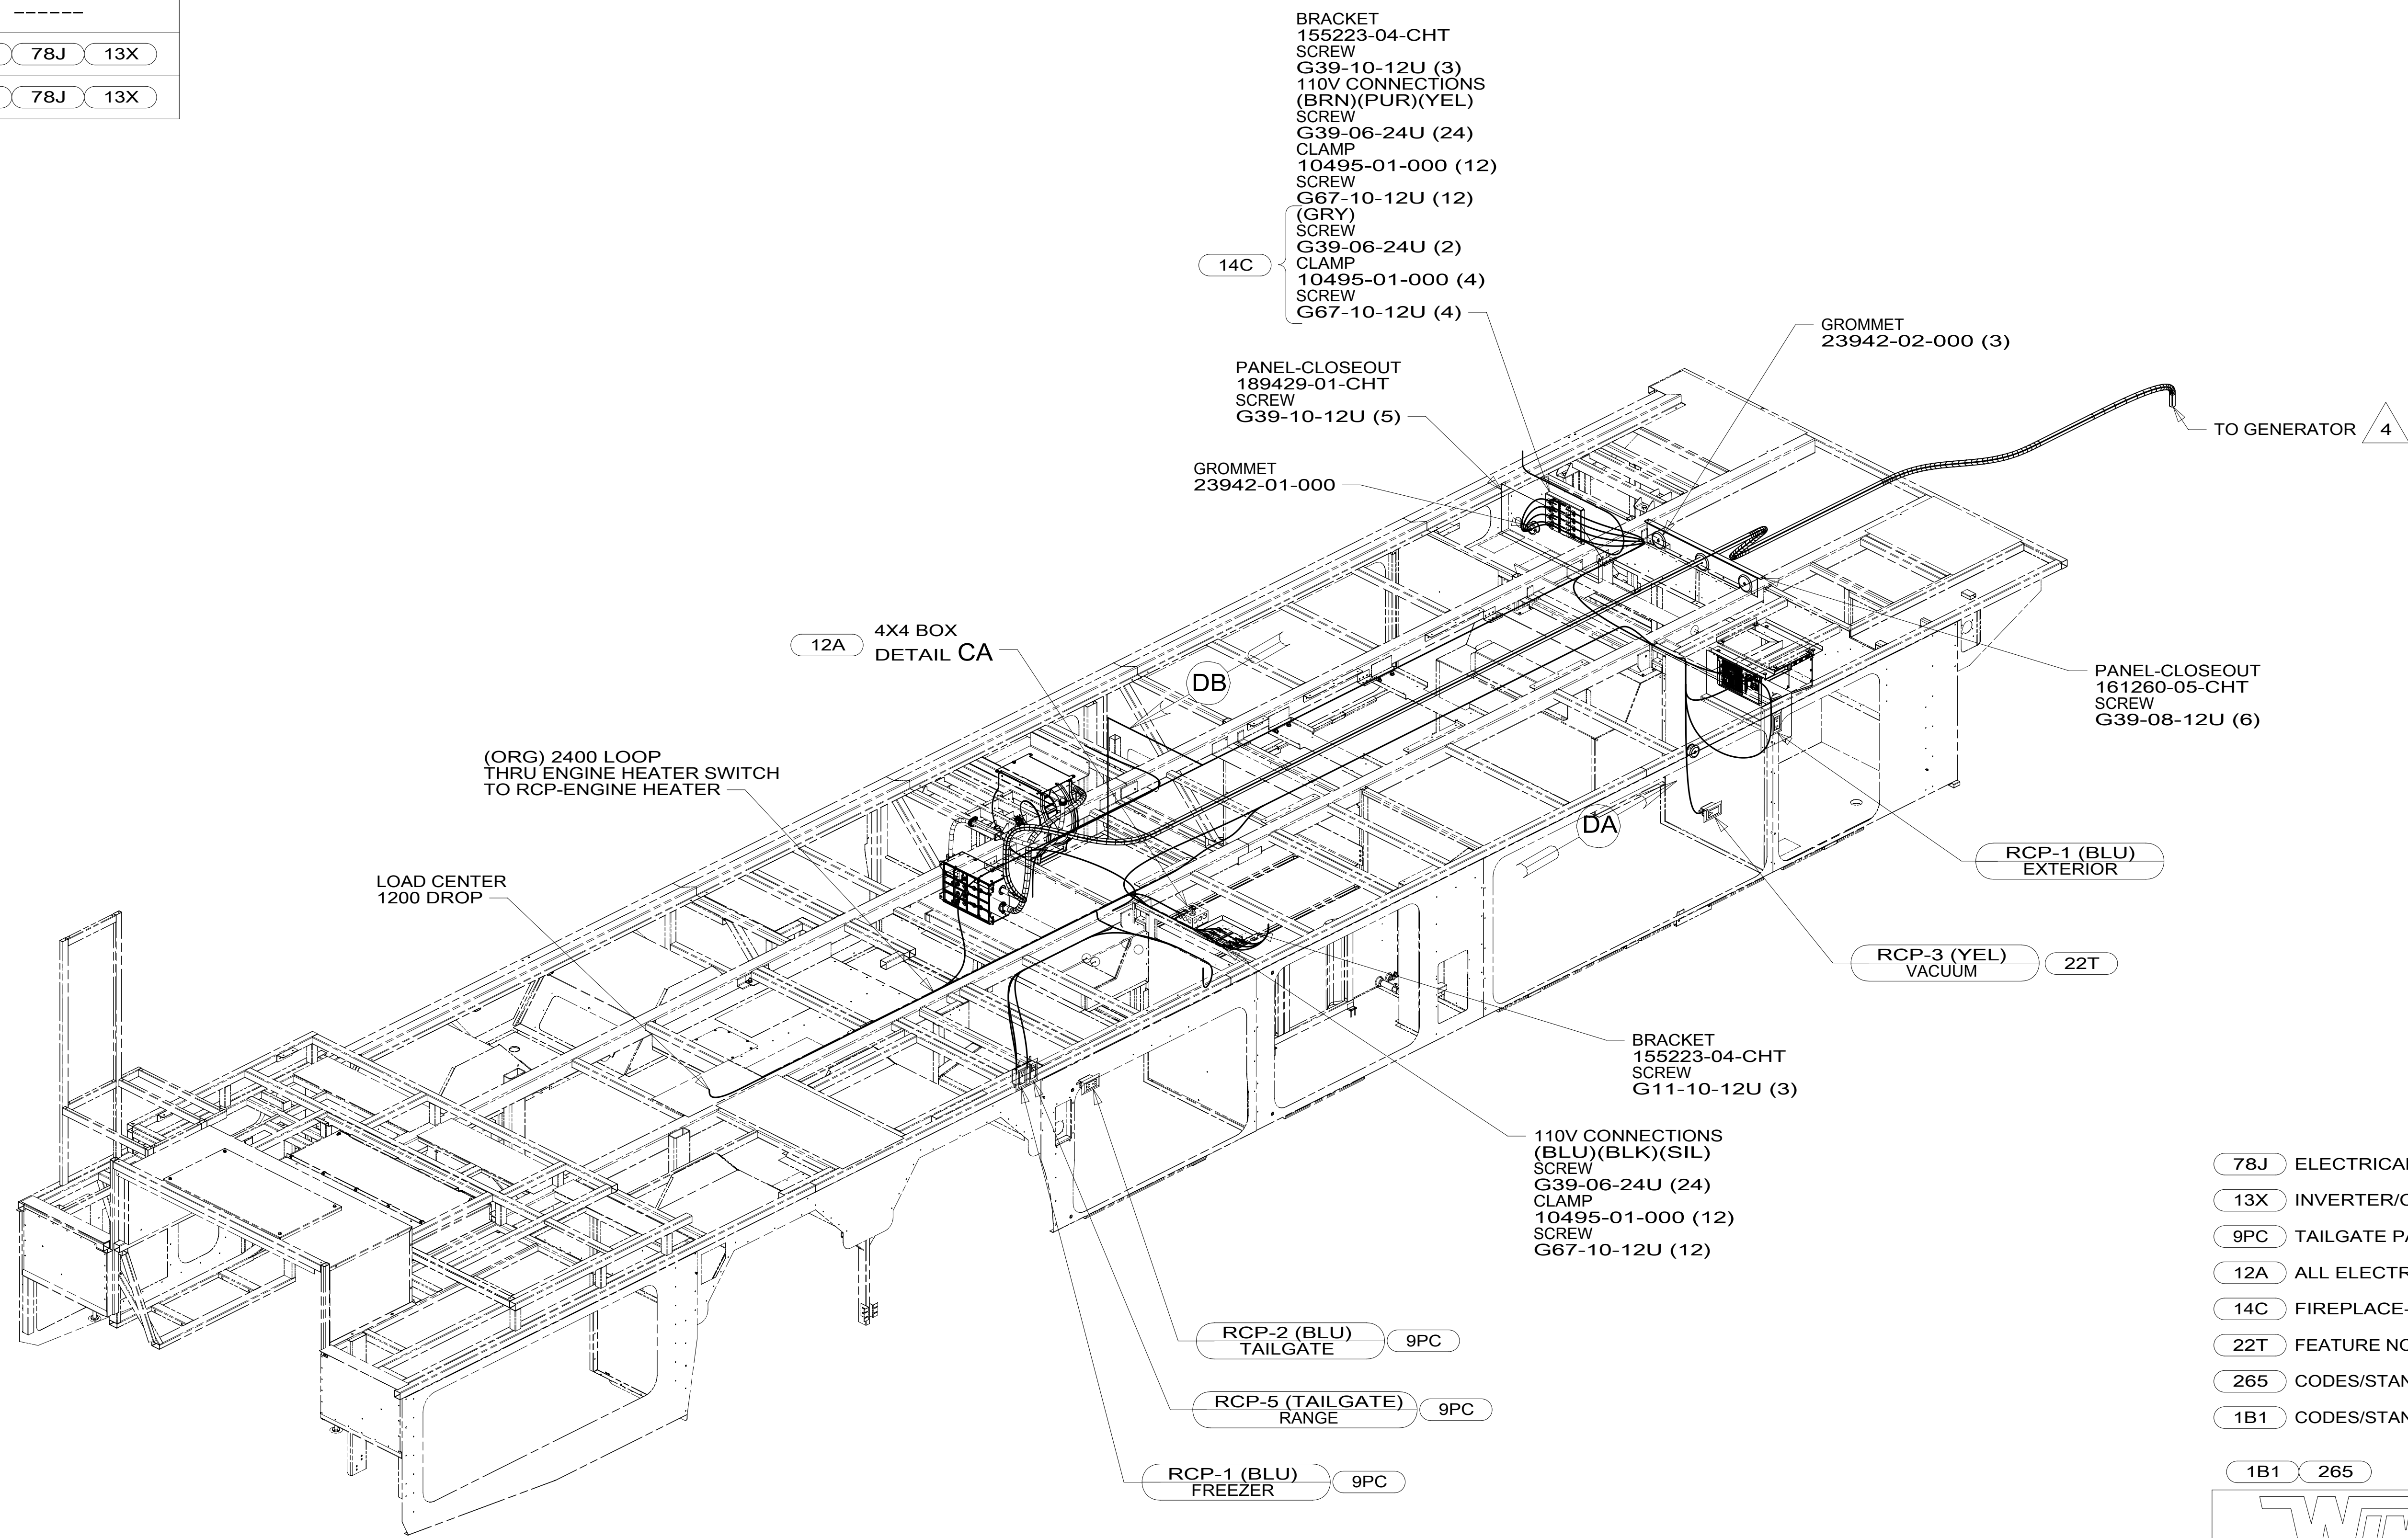 ------
78J 13X
78J 13X
BRACKET
155223-04-CHT
SCREW
G39-10-12U (3)
110V CONNECTIONS
(BRN)(PUR)(YEL)
SCREW
G39-06-24U (24)
CLAMP
10495-01-000 (12)
SCREW
G67-10-12U (12)
(GRY)
SCREW
G39-06-24U (2)
14C
CLAMP
10495-01-000 (4)
SCREW
G67-10-12U (4)
GROMMET
23942-02-000 (3)
PANEL-CLOSEOUT
189429-01-CHT
SCREW
G39-10-12U (5)
TO GENERATOR 4
GROMMET
23942-01-000
12A
4X4 BOX
DETAIL CA
DB
PANEL-CLOSEOUT
161260-05-CHT
SCREW
G39-08-12U (6)
(ORG) 2400 LOOP
THRU ENGINE HEATER SWITCH
TO RCP-ENGINE HEATER
DA
RCP-1 (BLU)
EXTERIOR
LOAD CENTER
1200 DROP
RCP-3 (YEL)
VACUUM
22T
BRACKET
155223-04-CHT
SCREW
G11-10-12U (3)
110V CONNECTIONS
(BLU)(BLK)(SIL)
SCREW
G39-06-24U (24)
CLAMP
10495-01-000 (12)
SCREW
G67-10-12U (12)
RCP-2 (BLU)
TAILGATE
9PC
RCP-5 (TAILGATE)
RANGE
9PC
RCP-1 (BLU)
FREEZER
9PC
78J ELECTRICA
13X INVERTER/
9PC TAILGATE
12A ALL ELECT
14C FIREPLACE-
22T FEATURE
265 CODES/
1B1 CODES/
1B1 265